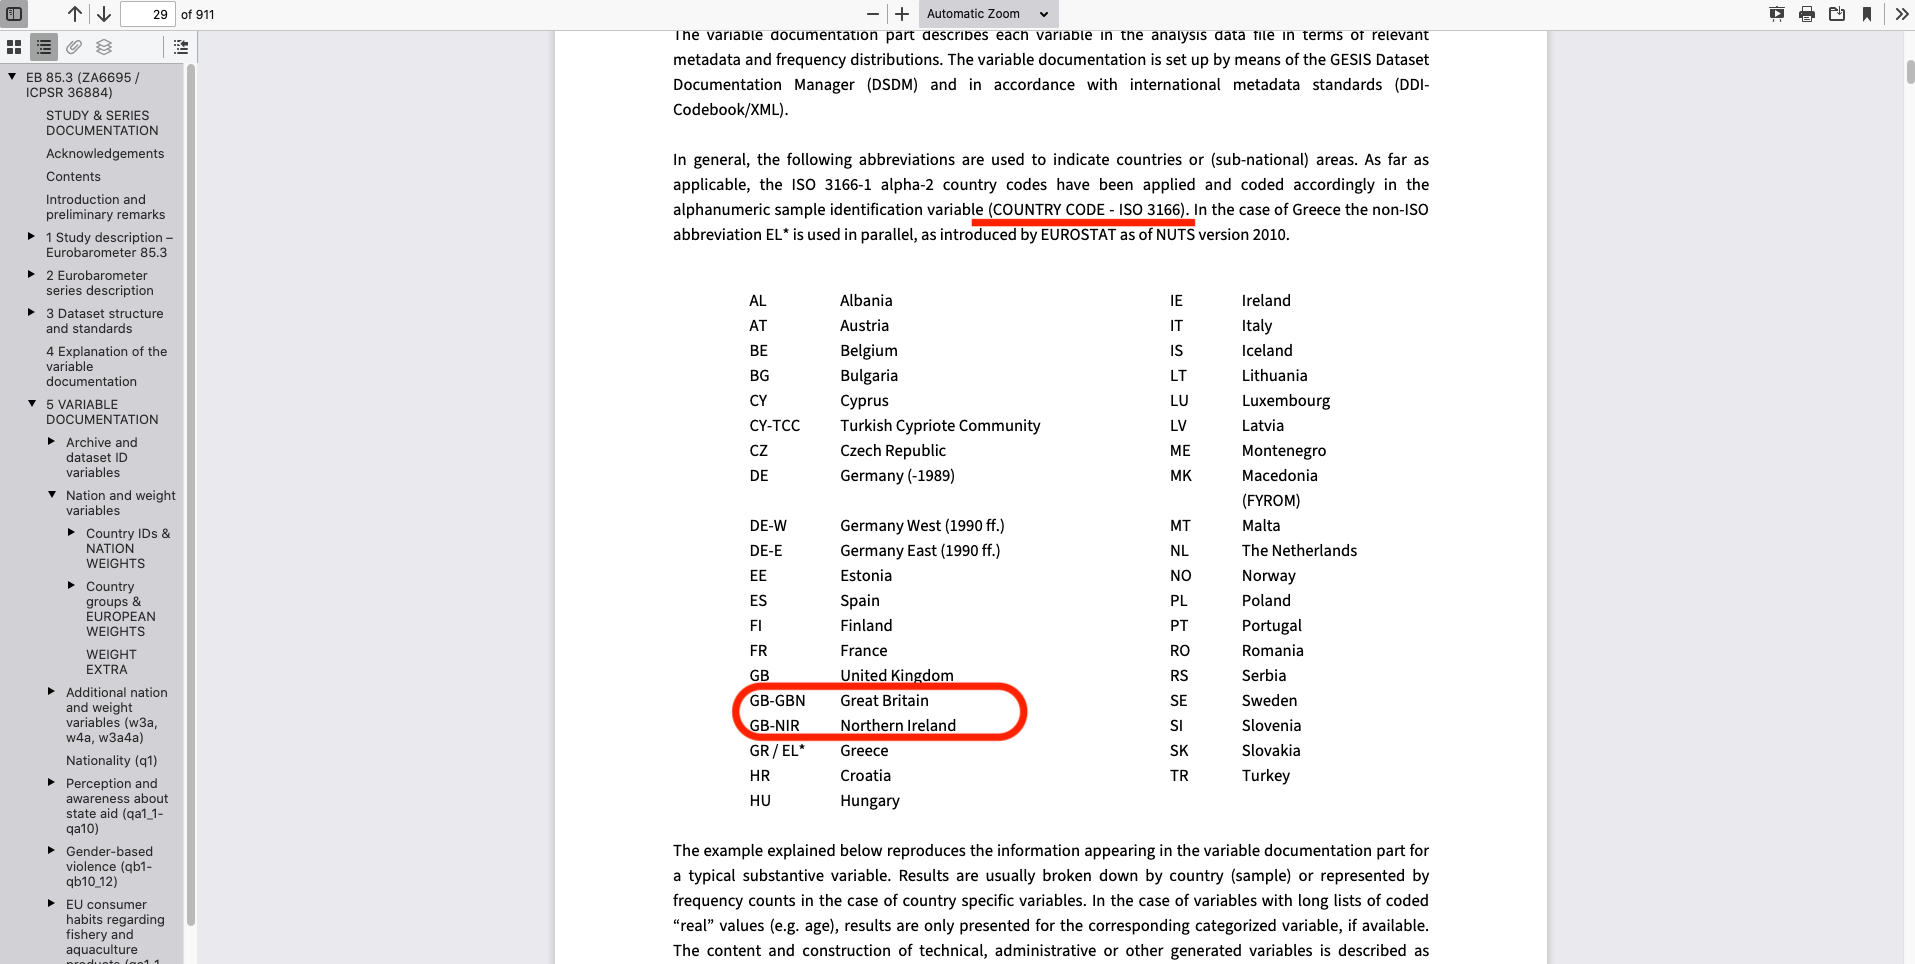 29 of 911
Automatic Zoom
EB 85.3 (ZA6695 /
ICPSR 36884)
STUDY & SERIES
DOCUMENTATION
Acknowledgements
Contents
Introduction and
preliminary remarks
1 Study description –
Eurobarometer 85.3
2 Eurobarometer
series description
3 Dataset structure
and standards
4 Explanation of the
variable
documentation
5 VARIABLE
DOCUMENTATION
Archive and
dataset ID
variables
Nation and weight
variables
Country IDs &
NATION
WEIGHTS
Country
groups &
EUROPEAN
WEIGHTS
WEIGHT
EXTRA
Additional nation
and weight
variables (w3a,
w4a, w3a4a)
Nationality (q1)
Perception and
awareness about
state aid (qa1_1-
qa10)
Gender-based
violence (qb1-
qb10_12)
EU consumer
habits regarding
fishery and
aquaculture
The variable documentation part describes each variable in the analysis data file in terms of relevant
metadata and frequency distributions. The variable documentation is set up by means of the GESIS Dataset
Documentation Manager (DSDM) and in accordance with international metadata standards (DDI-
Codebook/XML).
In general, the following abbreviations are used to indicate countries or (sub-national) areas. As far as
applicable, the ISO 3166-1 alpha-2 country codes have been applied and coded accordingly in the
alphanumeric sample identification variable (COUNTRY CODE - ISO 3166). In the case of Greece the non-ISO
abbreviation EL* is used in parallel, as introduced by EUROSTAT as of NUTS version 2010.
AL Albania IE Ireland
AT Austria IT Italy
BE Belgium IS Iceland
BG Bulgaria LT Lithuania
CY Cyprus LU Luxembourg
CY-TCC Turkish Cypriote Community LV Latvia
CZ Czech Republic ME Montenegro
DE Germany (-1989) MK Macedonia
(FYROM)
DE-W Germany West (1990 ff.) MT Malta
DE-E Germany East (1990 ff.) NL The Netherlands
EE Estonia NO Norway
ES Spain PL Poland
FI Finland PT Portugal
FR France RO Romania
GB United Kingdom RS Serbia
GB-GBN Great Britain SE Sweden
GB-NIR Northern Ireland SI Slovenia
GR / EL* Greece SK Slovakia
HR Croatia TR Turkey
HU Hungary
The example explained below reproduces the information appearing in the variable documentation part for
a typical substantive variable. Results are usually broken down by country (sample) or represented by
frequency counts in the case of country specific variables. In the case of variables with long lists of coded
“real” values (e.g. age), results are only presented for the corresponding categorized variable, if available.
The content and construction of technical, administrative or other generated variables is described as